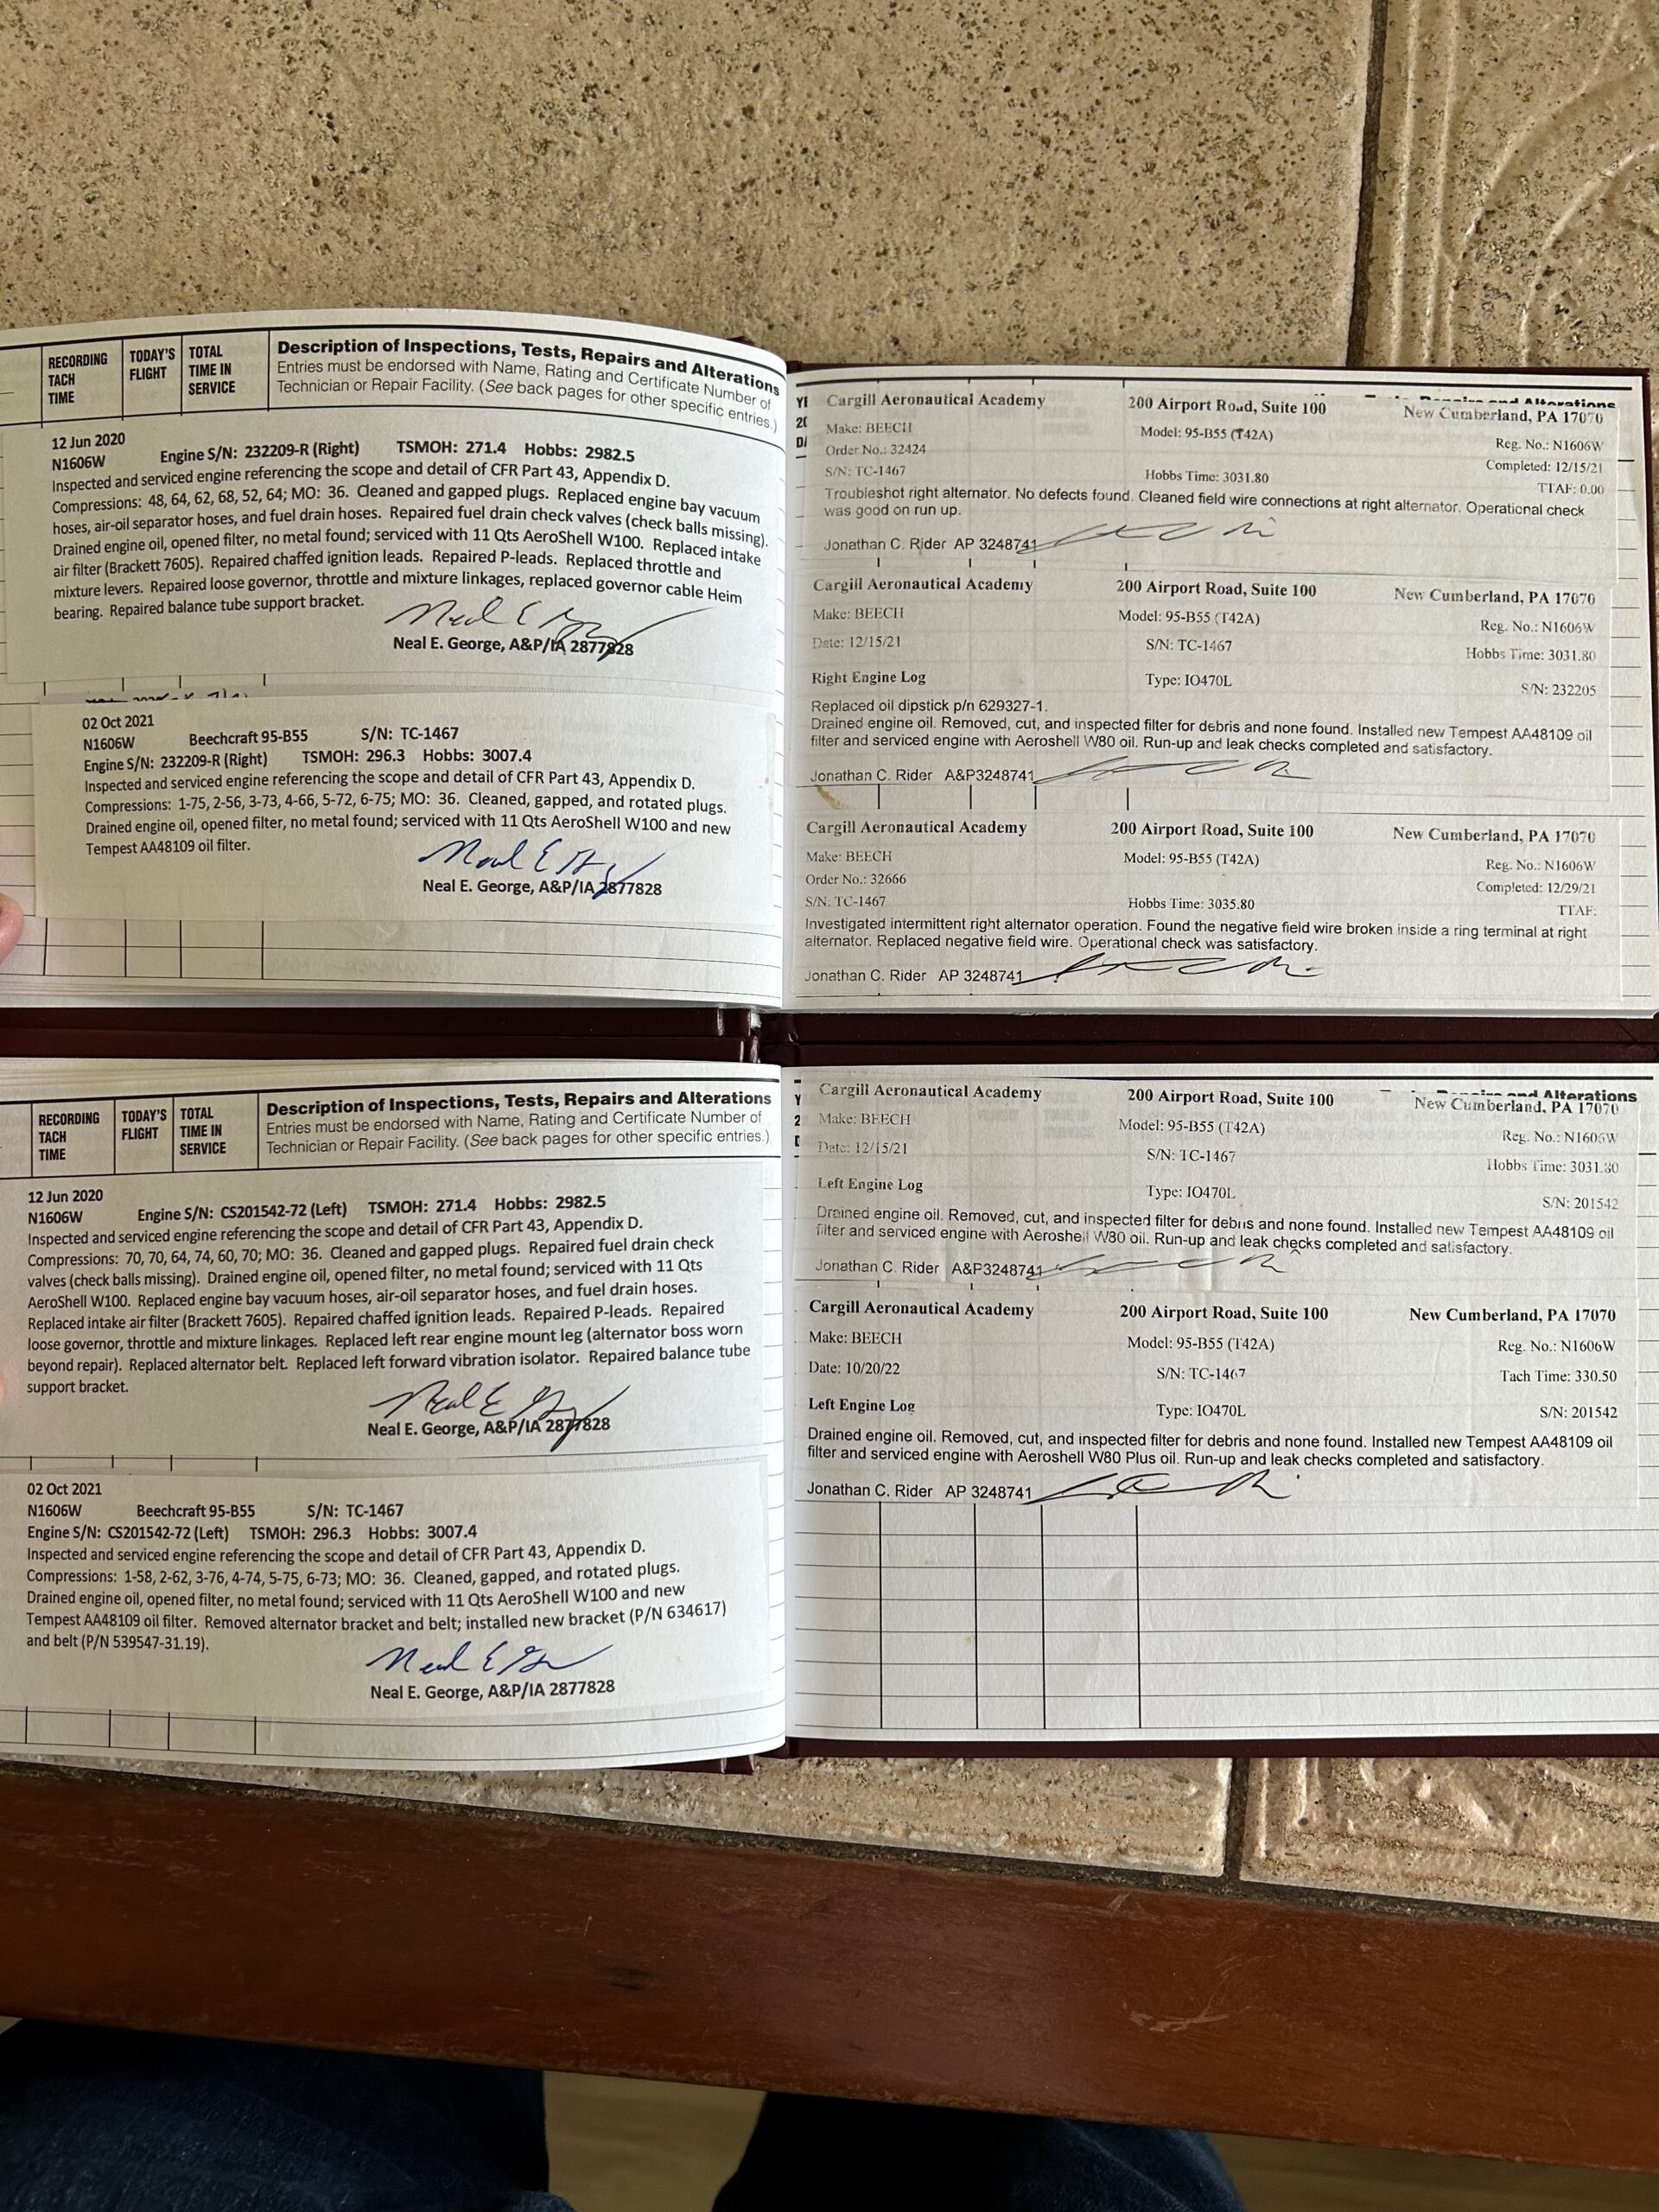 RECORDING TACH TIME
TODAY'S FLIGHT
TOTAL TIME IN SERVICE
Description of Inspections, Tests, Repairs and Alterations
Entries must be endorsed with Name, Rating and Certificate Number of
Technician or Repair Facility. (See back pages for other specific entries.)
12 Jun 2020
N1606W Engine S/N: 232209-R (Right) TSMOH: 271.4 Hobbs: 2982.5
Inspected and serviced engine referencing the scope and detail of CFR Part 43, Appendix D.
Compressions: 48, 64, 62, 68, 52, 64; MO: 36. Cleaned and gapped plugs. Replaced engine bay vacuum
hoses, air-oil separator hoses, and fuel drain hoses. Repaired fuel drain check valves (check balls missing).
Drained engine oil, opened filter, no metal found; serviced with 11 Qts AeroShell W100. Replaced intake
air filter (Brackett 7605). Repaired chaffed ignition leads. Repaired P-leads. Replaced throttle and
mixture levers. Repaired loose governor, throttle and mixture linkages, replaced governor cable Heim
bearing. Repaired balance tube support bracket.
Neal E. George, A&P/IA 2877828
02 Oct 2021
N1606W Beechcraft 95-B55 S/N: TC-1467
Engine S/N: 232209-R (Right) TSMOH: 296.3 Hobbs: 3007.4
Inspected and serviced engine referencing the scope and detail of CFR Part 43, Appendix D.
Compressions: 1-75, 2-56, 3-73, 4-66, 5-72, 6-75; MO: 36. Cleaned, gapped, and rotated plugs.
Drained engine oil, opened filter, no metal found; serviced with 11 Qts AeroShell W100 and new
Tempest AA48109 oil filter.
Neal E. George, A&P/IA 2877828
Cargill Aeronautical Academy 200 Airport Road, Suite 100 New Cumberland, PA 17070
Make: BEECH Model: 95-B55 (T42A) Reg. No.: N1606W
Order No.: 32424 Completed: 12/15/21
S/N: TC-1467 Hobbs Time: 3031.80 TTAF: 0.00
Troubleshot right alternator. No defects found. Cleaned field wire connections at right alternator. Operational check
was good on run up.
Jonathan C. Rider AP 3248741
Cargill Aeronautical Academy 200 Airport Road, Suite 100 New Cumberland, PA 17070
Make: BEECH Model: 95-B55 (T42A) Reg. No.: N1606W
Date: 12/15/21 S/N: TC-1467 Hobbs Time: 3031.80
Right Engine Log Type: IO470L S/N: 232205
Replaced oil dipstick p/n 629327-1.
Drained engine oil. Removed, cut, and inspected filter for debris and none found. Installed new Tempest AA48109 oil
filter and serviced engine with Aeroshell W80 oil. Run-up and leak checks completed and satisfactory.
Jonathan C. Rider A&P3248741
Cargill Aeronautical Academy 200 Airport Road, Suite 100 New Cumberland, PA 17070
Make: BEECH Model: 95-B55 (T42A) Reg. No.: N1606W
Order No.: 32666 Completed: 12/29/21
S/N: TC-1467 Hobbs Time: 3035.80 TTAF:
Investigated intermittent right alternator operation. Found the negative field wire broken inside a ring terminal at right
alternator. Replaced negative field wire. Operational check was satisfactory.
Jonathan C. Rider AP 3248741
RECORDING TACH TIME
TODAY'S FLIGHT
TOTAL TIME IN SERVICE
Description of Inspections, Tests, Repairs and Alterations
Entries must be endorsed with Name, Rating and Certificate Number of
Technician or Repair Facility. (See back pages for other specific entries.)
12 Jun 2020
N1606W Engine S/N: CS201542-72 (Left) TSMOH: 271.4 Hobbs: 2982.5
Inspected and serviced engine referencing the scope and detail of CFR Part 43, Appendix D.
Compressions: 70, 70, 64, 74, 60, 70; MO: 36. Cleaned and gapped plugs. Repaired fuel drain check
valves (check balls missing). Drained engine oil, opened filter, no metal found; serviced with 11 Qts
AeroShell W100. Replaced engine bay vacuum hoses, air-oil separator hoses, and fuel drain hoses.
Replaced intake air filter (Brackett 7605). Repaired chaffed ignition leads. Repaired P-leads. Repaired
loose governor, throttle and mixture linkages. Replaced left rear engine mount leg (alternator boss worn
beyond repair). Replaced alternator belt. Replaced left forward vibration isolator. Repaired balance tube
support bracket.
Neal E. George, A&P/IA 2877828
02 Oct 2021
N1606W Beechcraft 95-B55 S/N: TC-1467
Engine S/N: CS201542-72 (Left) TSMOH: 296.3 Hobbs: 3007.4
Inspected and serviced engine referencing the scope and detail of CFR Part 43, Appendix D.
Compressions: 1-58, 2-62, 3-76, 4-74, 5-75, 6-73; MO: 36. Cleaned, gapped, and rotated plugs.
Drained engine oil, opened filter, no metal found; serviced with 11 Qts AeroShell W100 and new
Tempest AA48109 oil filter. Removed alternator bracket and belt; installed new bracket (P/N 634617)
and belt (P/N 539547-31.19).
Neal E. George, A&P/IA 2877828
Cargill Aeronautical Academy 200 Airport Road, Suite 100 New Cumberland, PA 17070
Make: BEECH Model: 95-B55 (T42A) Reg. No.: N1606W
Date: 12/15/21 S/N: TC-1467 Hobbs Time: 3031.80
Left Engine Log Type: IO470L S/N: 201542
Drained engine oil. Removed, cut, and inspected filter for debris and none found. Installed new Tempest AA48109 oil
filter and serviced engine with Aeroshell W80 oil. Run-up and leak checks completed and satisfactory.
Jonathan C. Rider A&P3248741
Cargill Aeronautical Academy 200 Airport Road, Suite 100 New Cumberland, PA 17070
Make: BEECH Model: 95-B55 (T42A) Reg. No.: N1606W
Date: 10/20/22 S/N: TC-1467 Tach Time: 330.50
Left Engine Log Type: IO470L S/N: 201542
Drained engine oil. Removed, cut, and inspected filter for debris and none found. Installed new Tempest AA48109 oil
filter and serviced engine with Aeroshell W80 Plus oil. Run-up and leak checks completed and satisfactory.
Jonathan C. Rider AP 3248741